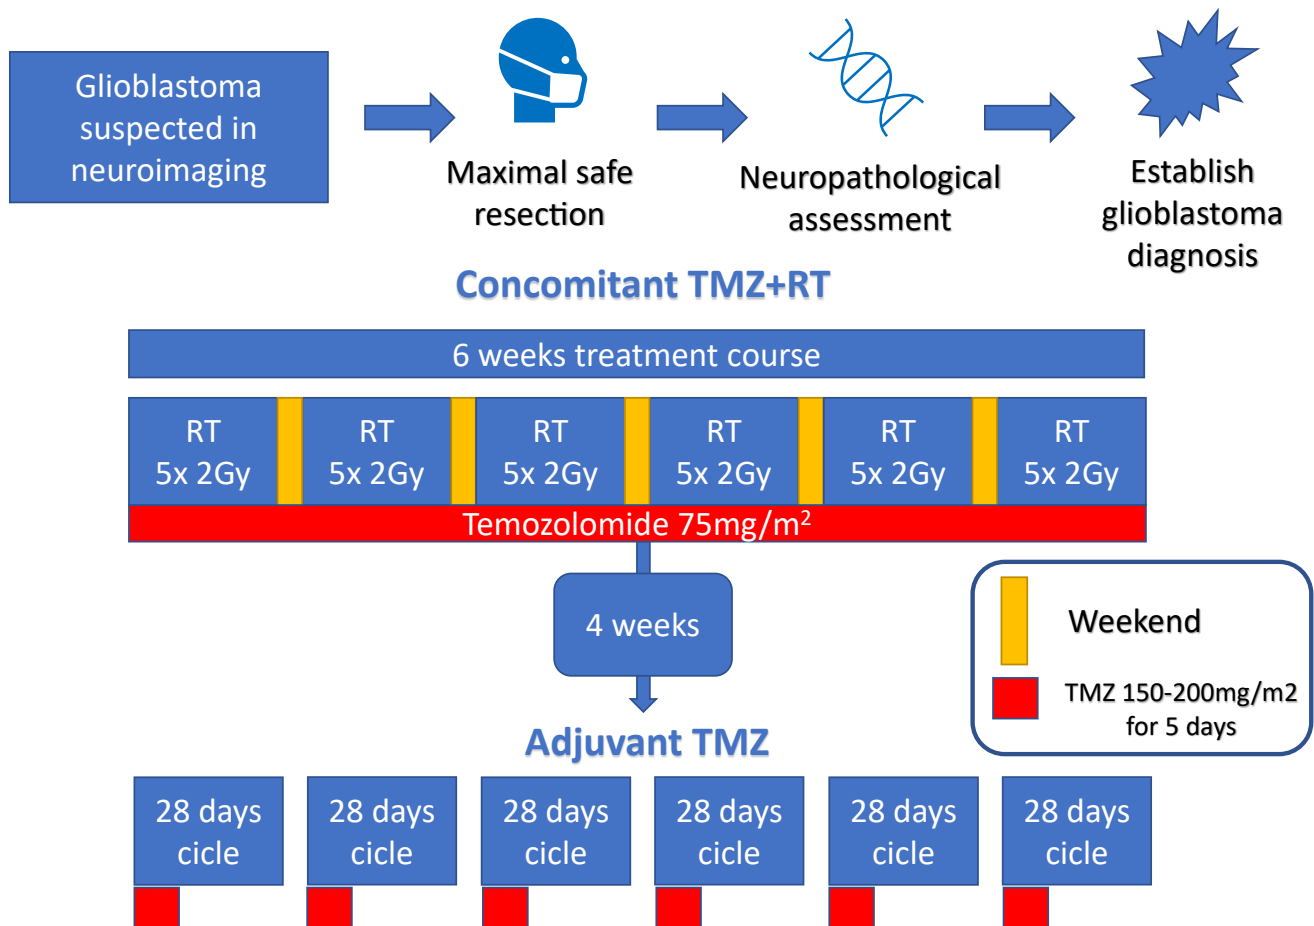 Glioblastoma
suspected in
neuroimaging
Maximal safe
resection
Neuropathological
assessment
Establish
glioblastoma
diagnosis
Concomitant TMZ+RT
6 weeks treatment course
RT
5x 2Gy
RT
5x 2Gy
RT
5x 2Gy
RT
5x 2Gy
RT
5x 2Gy
RT
5x 2Gy
Temozolomide 75mg/m²
4 weeks
Weekend
TMZ 150-200mg/m2
for 5 days
Adjuvant TMZ
28 days
cicle
28 days
cicle
28 days
cicle
28 days
cicle
28 days
cicle
28 days
cicle